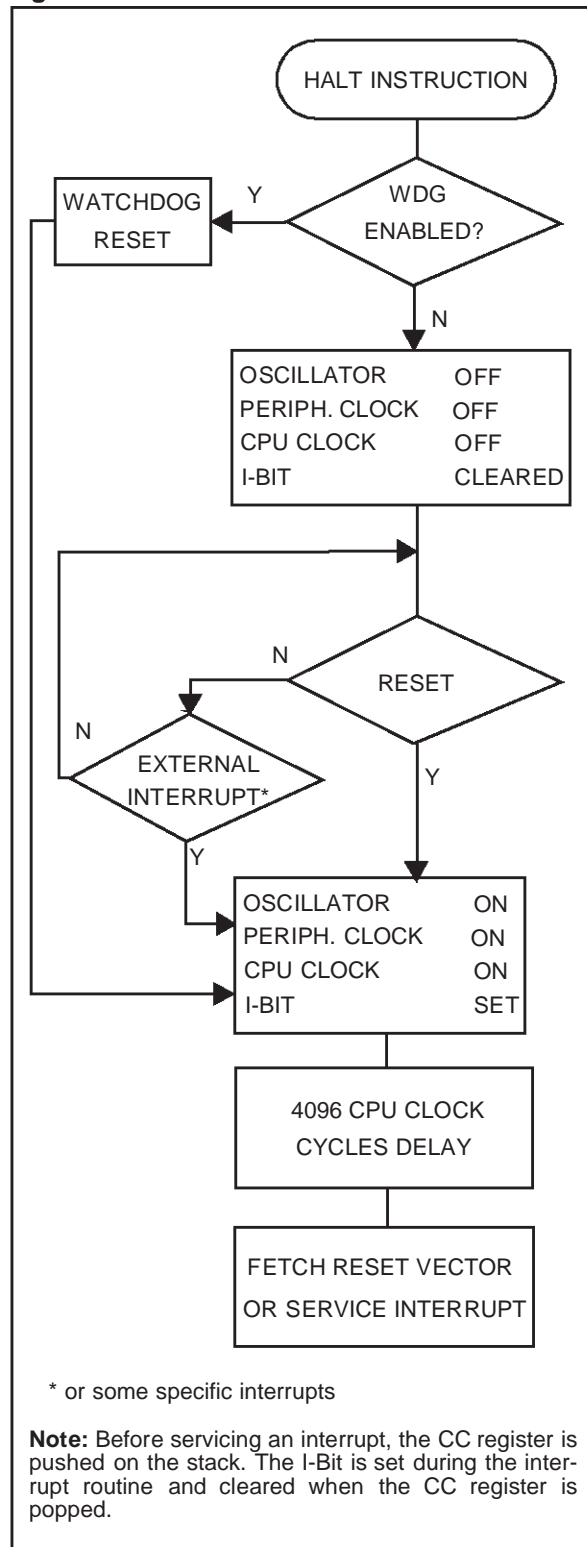 HALT INSTRUCTION
WDG
ENABLED?
Y
WATCHDOG
RESET
N
OSCILLATOR OFF
PERIPH. CLOCK OFF
CPU CLOCK OFF
I-BIT CLEARED
RESET
N
EXTERNAL
INTERRUPT*
N
Y
Y
OSCILLATOR ON
PERIPH. CLOCK ON
CPU CLOCK ON
I-BIT SET
4096 CPU CLOCK
CYCLES DELAY
FETCH RESET VECTOR
OR SERVICE INTERRUPT
* or some specific interrupts
Note: Before servicing an interrupt, the CC register is
pushed on the stack. The I-Bit is set during the inter-
rupt routine and cleared when the CC register is
popped.